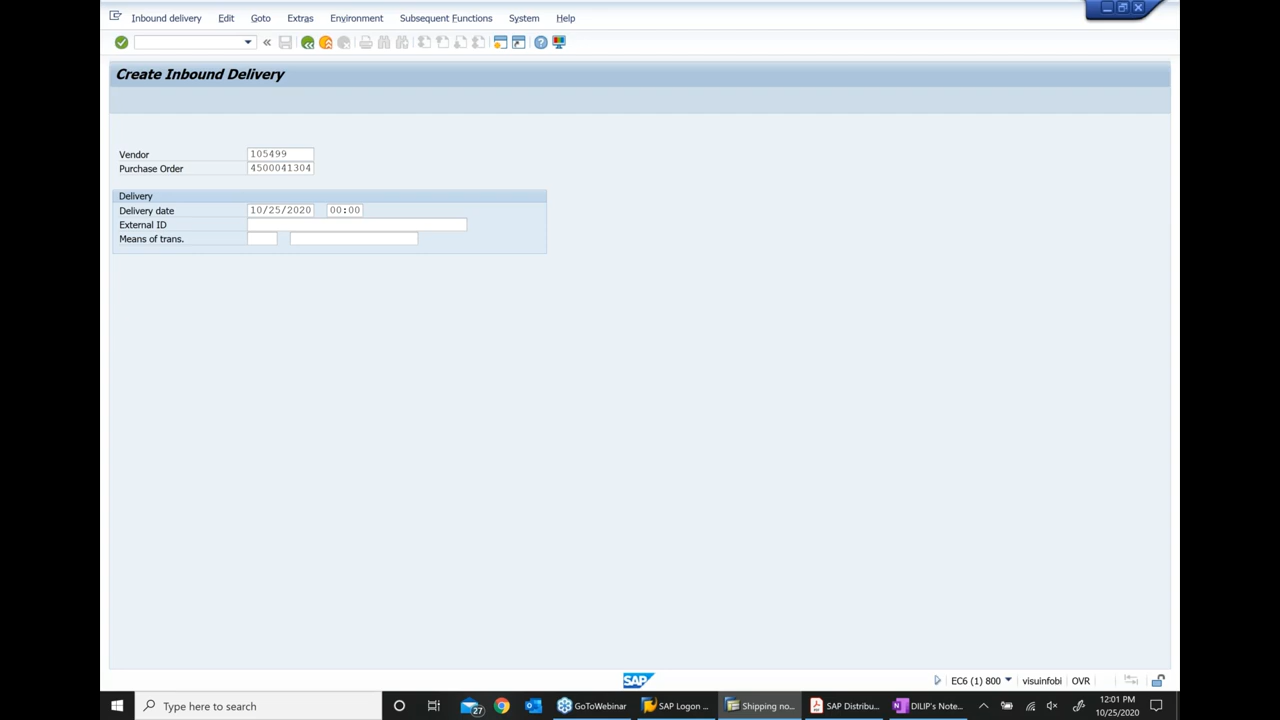 Inbound delivery Edit Goto Extras Environment Subsequent Functions System Help
Create Inbound Delivery
Vendor 105499
Purchase Order 4500041304
Delivery
Delivery date 10/25/2020 00:00
External ID
Means of trans.
SAP
EC6 (1) 800 visuinfobi OVR
Type here to search 27 GoToWebinar SAP Logon ... Shipping no... SAP Distribu... DILIP's Note... 12:01 PM
10/25/2020